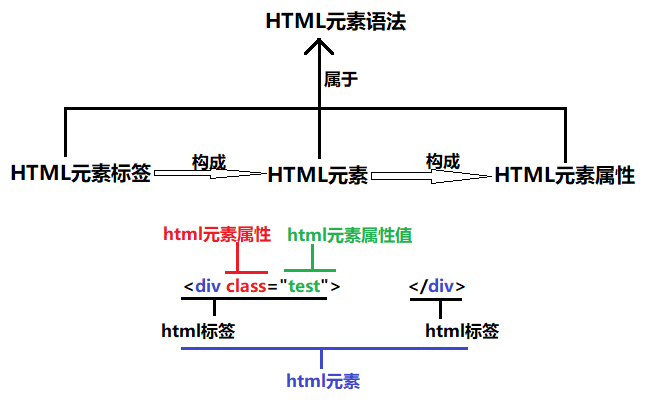 HTML元素语法
属于
HTML元素标签
构成
HTML元素
构成
HTML元素属性
html元素属性
html元素属性值
<div class="test"> </div>
html标签
html标签
html元素